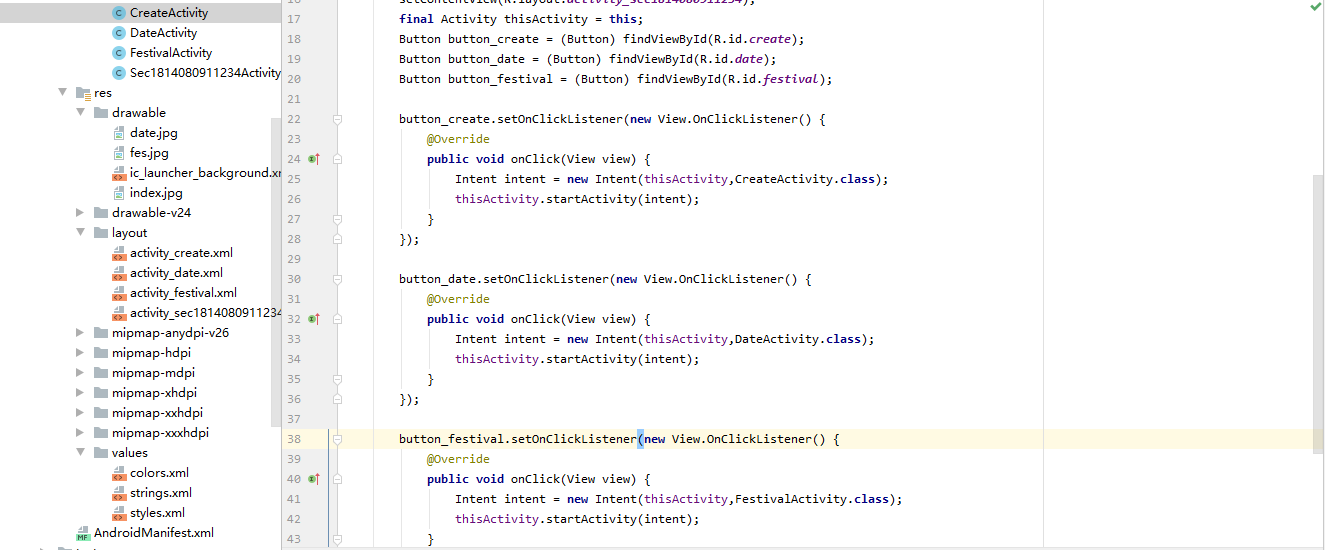 CreateActivity
DateActivity
FestivalActivity
Sec1814080911234Activity
res
drawable
date.jpg
fes.jpg
ic_launcher_background.xm
index.jpg
drawable-v24
layout
activity_create.xml
activity_date.xml
activity_festival.xml
activity_sec1814080911234
mipmap-anydpi-v26
mipmap-hdpi
mipmap-mdpi
mipmap-xhdpi
mipmap-xxhdpi
mipmap-xxxhdpi
values
colors.xml
strings.xml
styles.xml
MF AndroidManifest.xml
17 final Activity thisActivity = this;
18 Button button_create = (Button) findViewById(R.id.create);
19 Button button_date = (Button) findViewById(R.id.date);
20 Button button_festival = (Button) findViewById(R.id.festival);
21
22 button_create.setOnClickListener(new View.OnClickListener() {
23 @Override
24 public void onClick(View view) {
25 Intent intent = new Intent(thisActivity,CreateActivity.class);
26 thisActivity.startActivity(intent);
27 }
28 });
29
30 button_date.setOnClickListener(new View.OnClickListener() {
31 @Override
32 public void onClick(View view) {
33 Intent intent = new Intent(thisActivity,DateActivity.class);
34 thisActivity.startActivity(intent);
35 }
36 });
37
38 button_festival.setOnClickListener(new View.OnClickListener() {
39 @Override
40 public void onClick(View view) {
41 Intent intent = new Intent(thisActivity,FestivalActivity.class);
42 thisActivity.startActivity(intent);
43 }